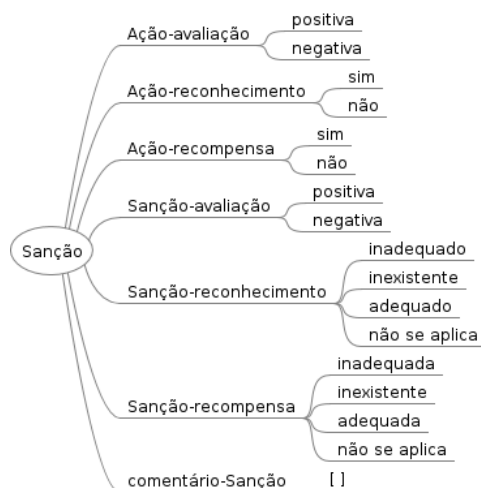 positiva
Ação-avaliação
negativa
sim
Ação-reconhecimento
não
sim
Ação-recompensa
não
positiva
Sanção-avaliação
negativa
Sanção
inadequado
inexistente
Sanção-reconhecimento
adequado
não se aplica
inadequada
inexistente
Sanção-recompensa
adequada
não se aplica
comentário-Sanção [ ]